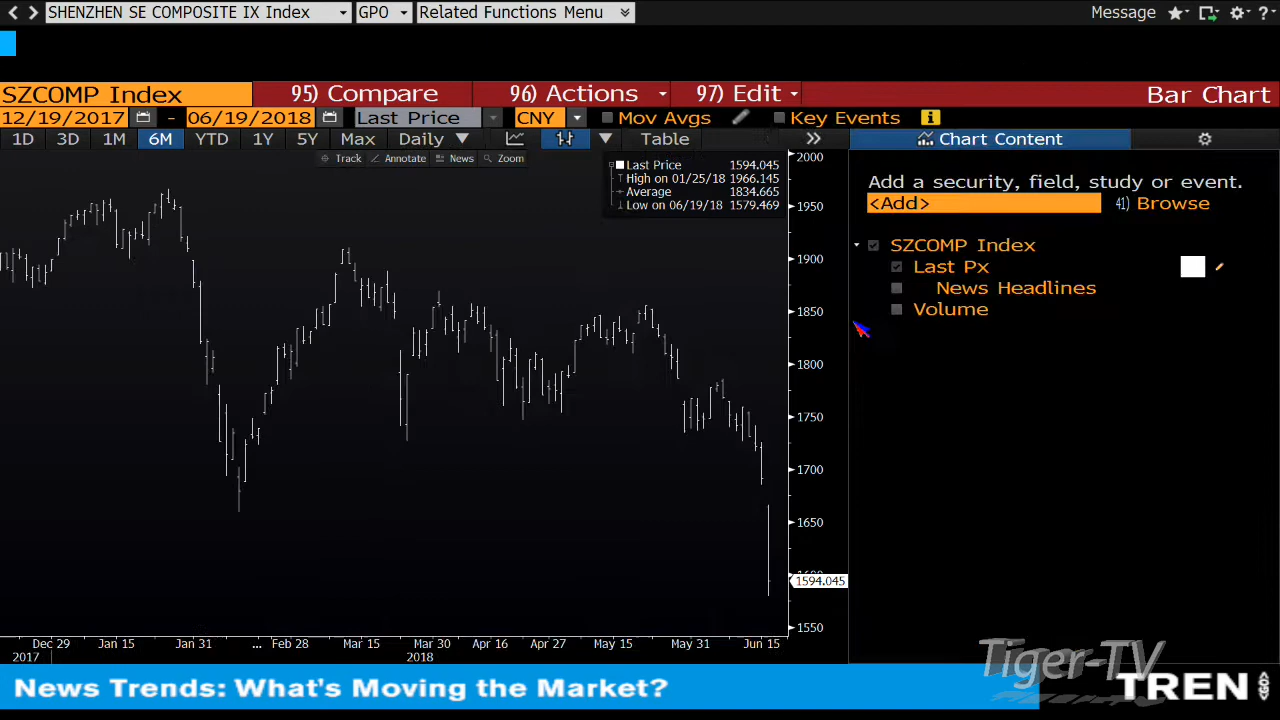 SHENZHEN SE COMPOSITE IX Index GPO Related Functions Menu Message ?
SZCOMP Index 95) Compare 96) Actions 97) Edit Bar Chart
12/19/2017 - 06/19/2018 Last Price CNY Mov Avgs Key Events i
1D 3D 1M 6M YTD 1Y 5Y Max Daily Table Chart Content
Track Annotate News Zoom
Last Price 1594.045
High on 01/25/18 1966.145
Average 1834.665
Low on 06/19/18 1579.469
Add a security, field, study or event.
<Add> 41) Browse
SZCOMP Index
Last Px
News Headlines
Volume
2000
1950
1900
1850
1800
1750
1700
1650
1594.045
1550
Dec 29 Jan 15 Jan 31 ... Feb 28 Mar 15 Mar 30 Apr 16 Apr 27 May 15 May 31 Jun 15
2017 2018
Tiger-TV
News Trends: What's Moving the Market? TREN